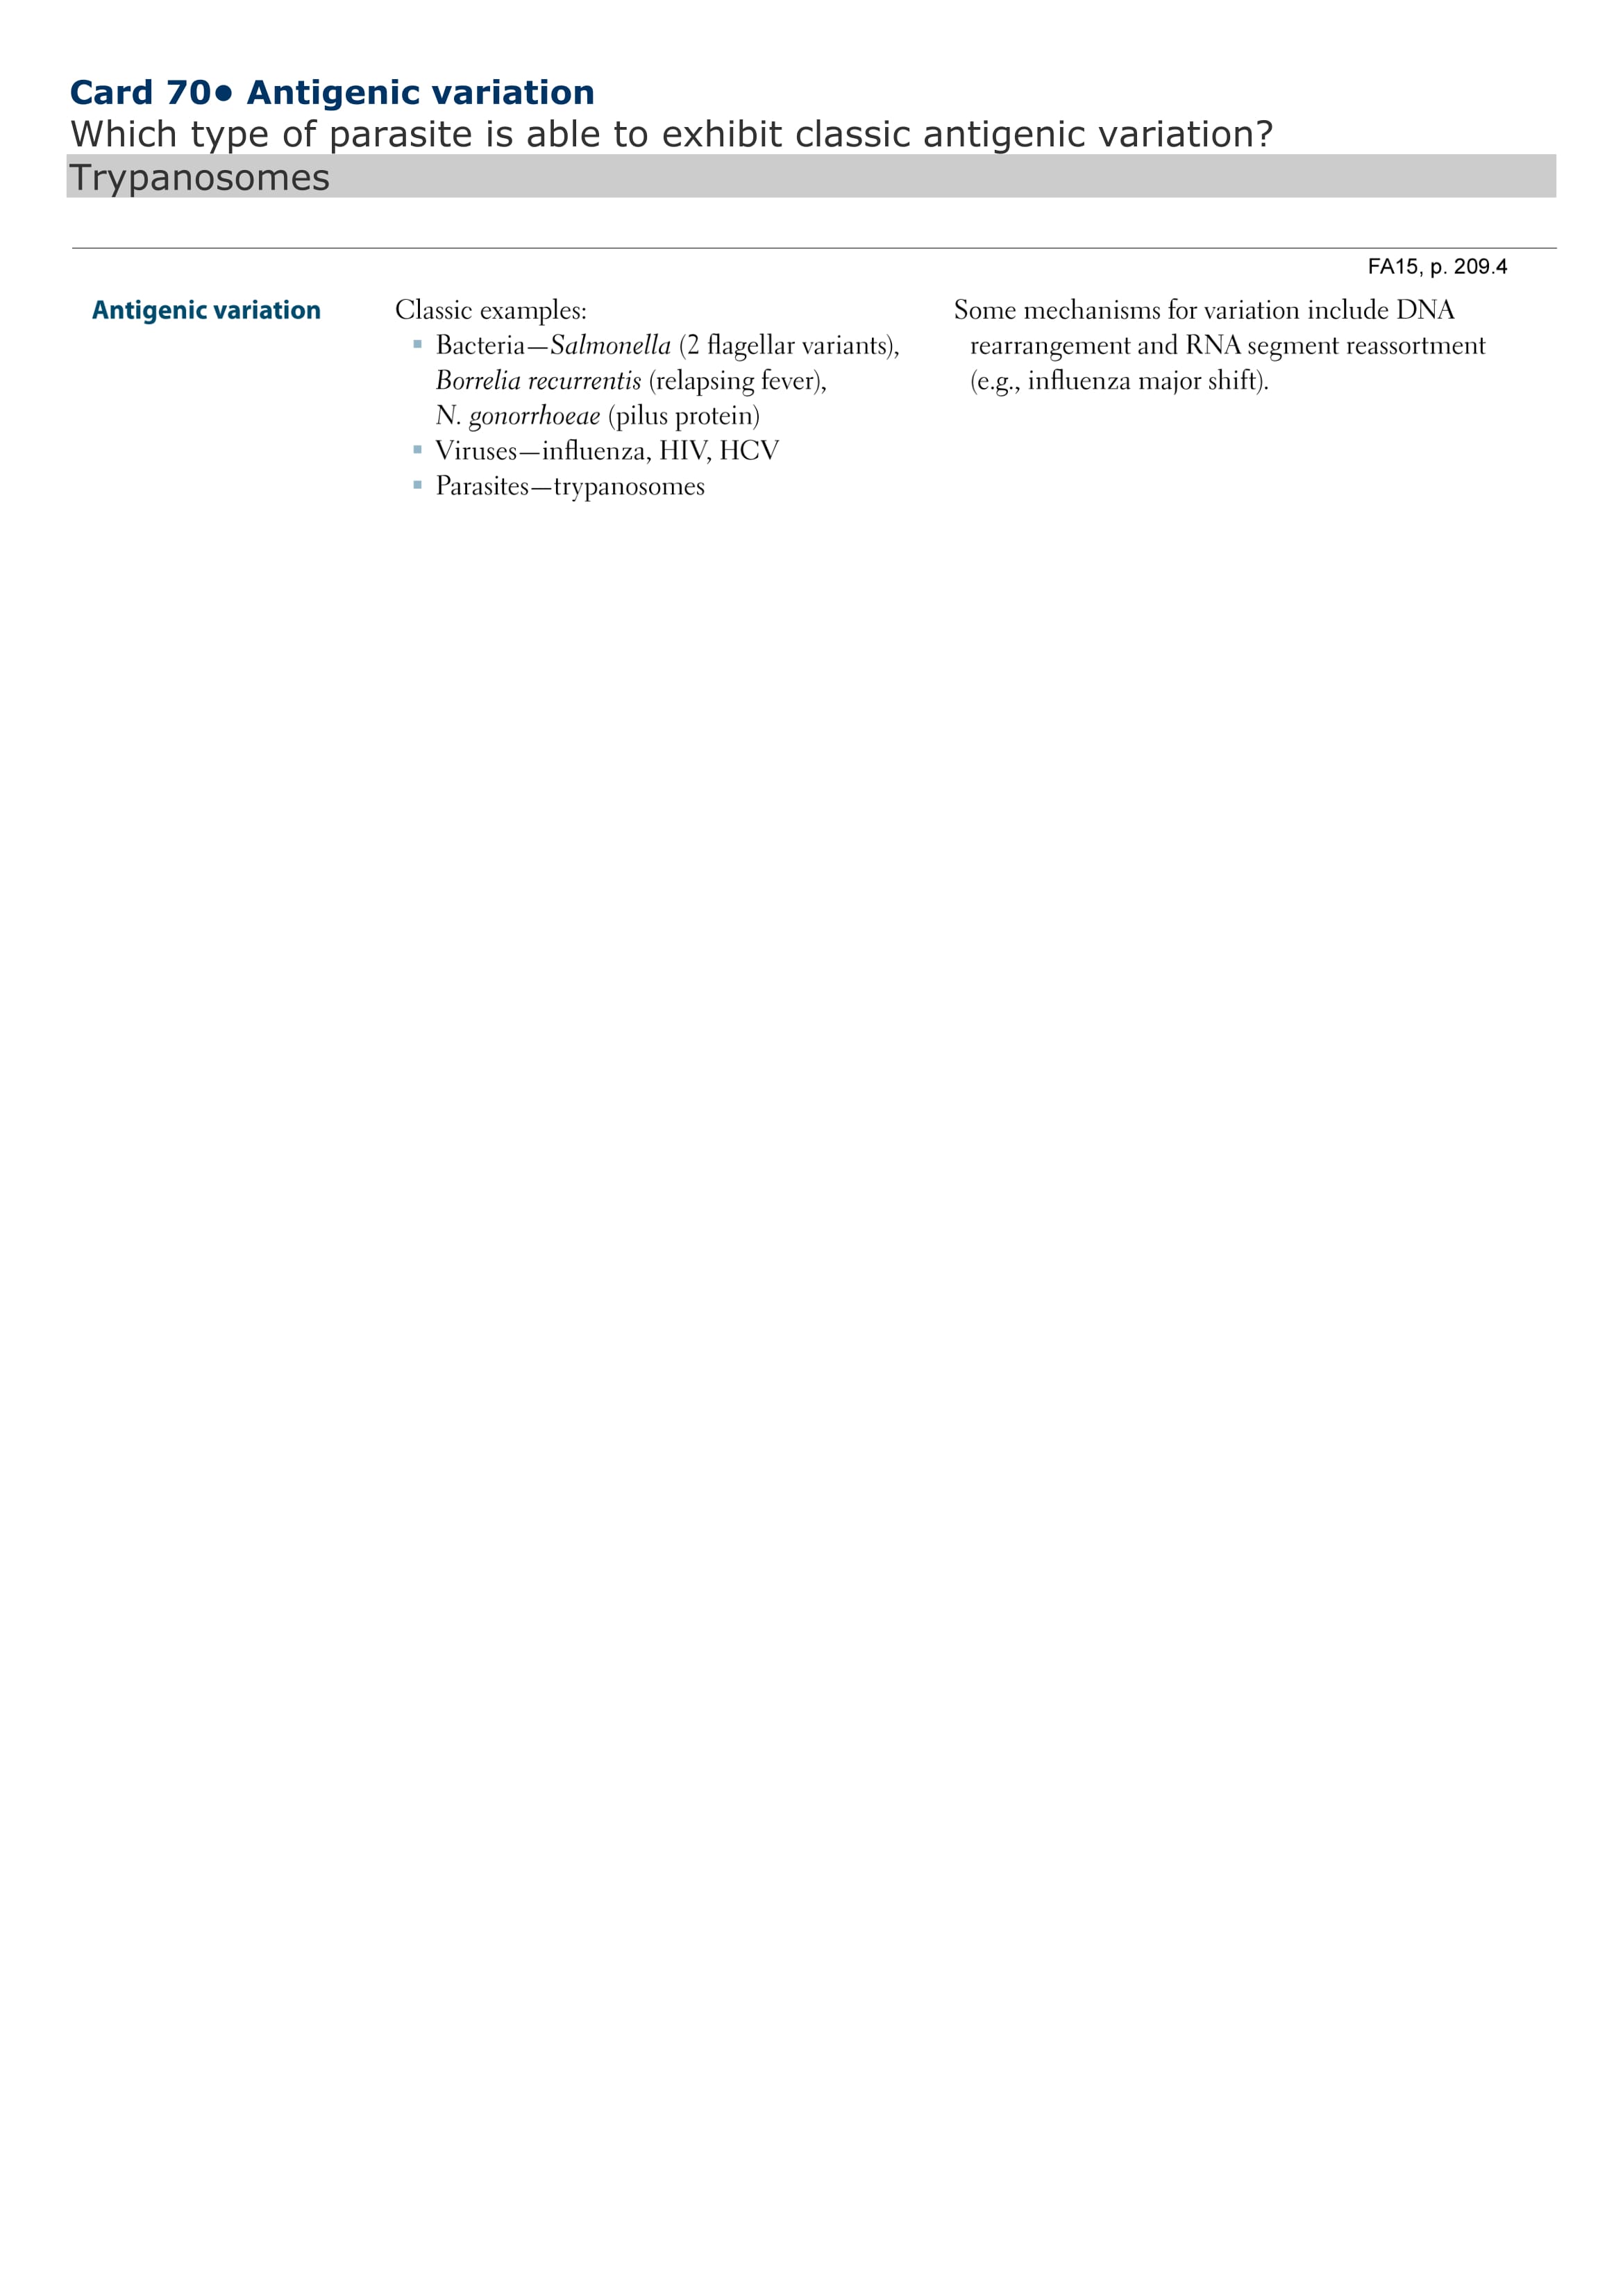 Card 70● Antigenic variation
Which type of parasite is able to exhibit classic antigenic variation?
Trypanosomes
FA15, p. 209.4
Antigenic variation
Classic examples:
▪ Bacteria—Salmonella (2 flagellar variants),
Borrelia recurrentis (relapsing fever),
N. gonorrhoeae (pilus protein)
▪ Viruses—influenza, HIV, HCV
▪ Parasites—trypanosomes
Some mechanisms for variation include DNA
rearrangement and RNA segment reassortment
(e.g., influenza major shift).